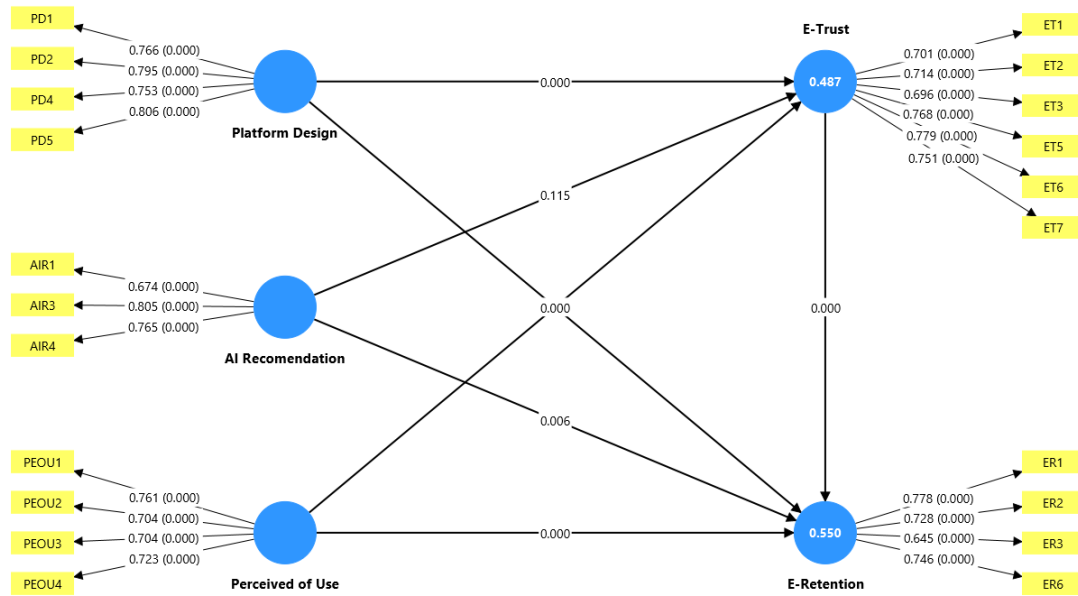 PD1
PD2
PD4
PD5
0.766 (0.000)
0.795 (0.000)
0.753 (0.000)
0.806 (0.000)
Platform Design
AIR1
AIR3
AIR4
0.674 (0.000)
0.805 (0.000)
0.765 (0.000)
AI Recomendation
PEOU1
PEOU2
PEOU3
PEOU4
0.761 (0.000)
0.704 (0.000)
0.704 (0.000)
0.723 (0.000)
Perceived of Use
0.000
0.115
0.000
0.006
0.000
0.000
E-Trust
0.487
0.701 (0.000)
0.714 (0.000)
0.696 (0.000)
0.768 (0.000)
0.779 (0.000)
0.751 (0.000)
ET1
ET2
ET3
ET5
ET6
ET7
0.550
E-Retention
0.778 (0.000)
0.728 (0.000)
0.645 (0.000)
0.746 (0.000)
ER1
ER2
ER3
ER6